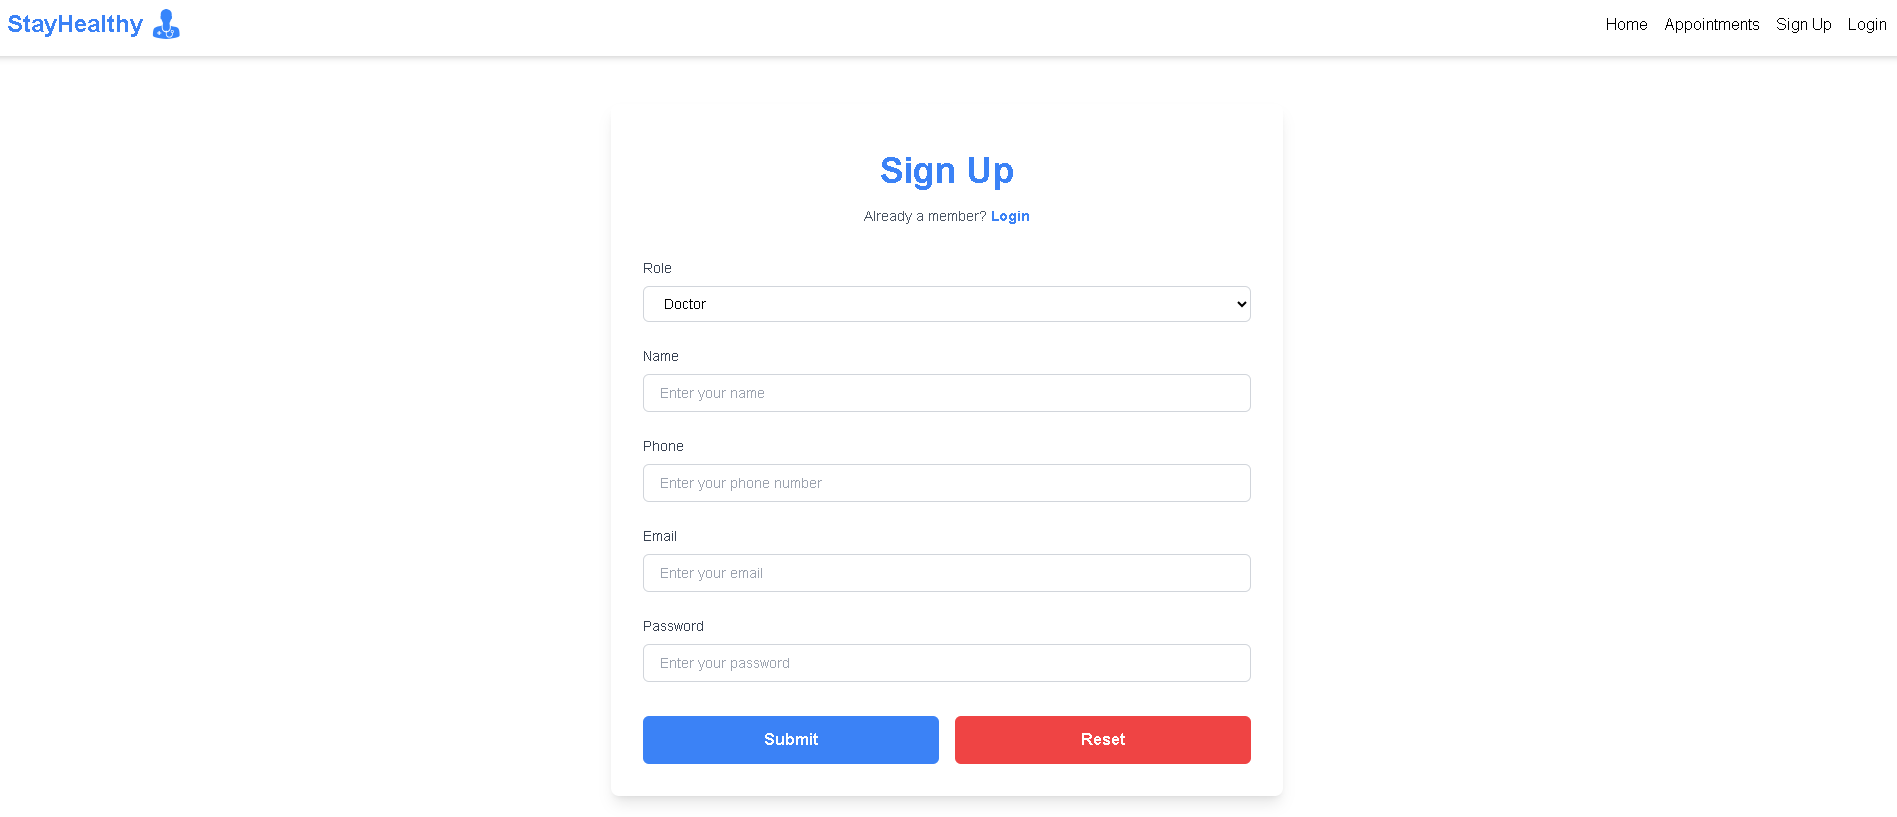 StayHealthy
Home Appointments Sign Up Login
Sign Up
Already a member? Login
Role
Doctor
Name
Enter your name
Phone
Enter your phone number
Email
Enter your email
Password
Enter your password
Submit Reset